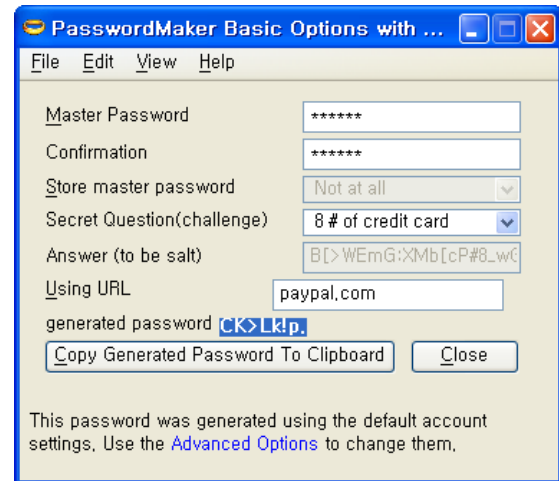 PasswordMaker Basic Options with ...
File Edit View Help
Master Password ******
Confirmation ******
Store master password Not at all
Secret Question(challenge) 8 # of credit card
Answer (to be salt) B[>WEmG:XMb[cP#8_w
Using URL paypal.com
generated password CK>Lk!p.
Copy Generated Password To Clipboard Close
This password was generated using the default account
settings. Use the Advanced Options to change them.